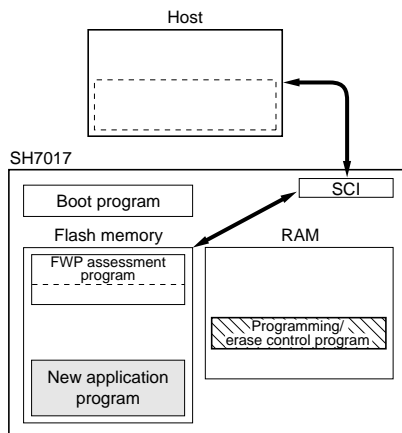 Host
SH7017
SCI
Boot program
Flash memory
RAM
FWP assessment
program
Programming/
erase control program
New application
program